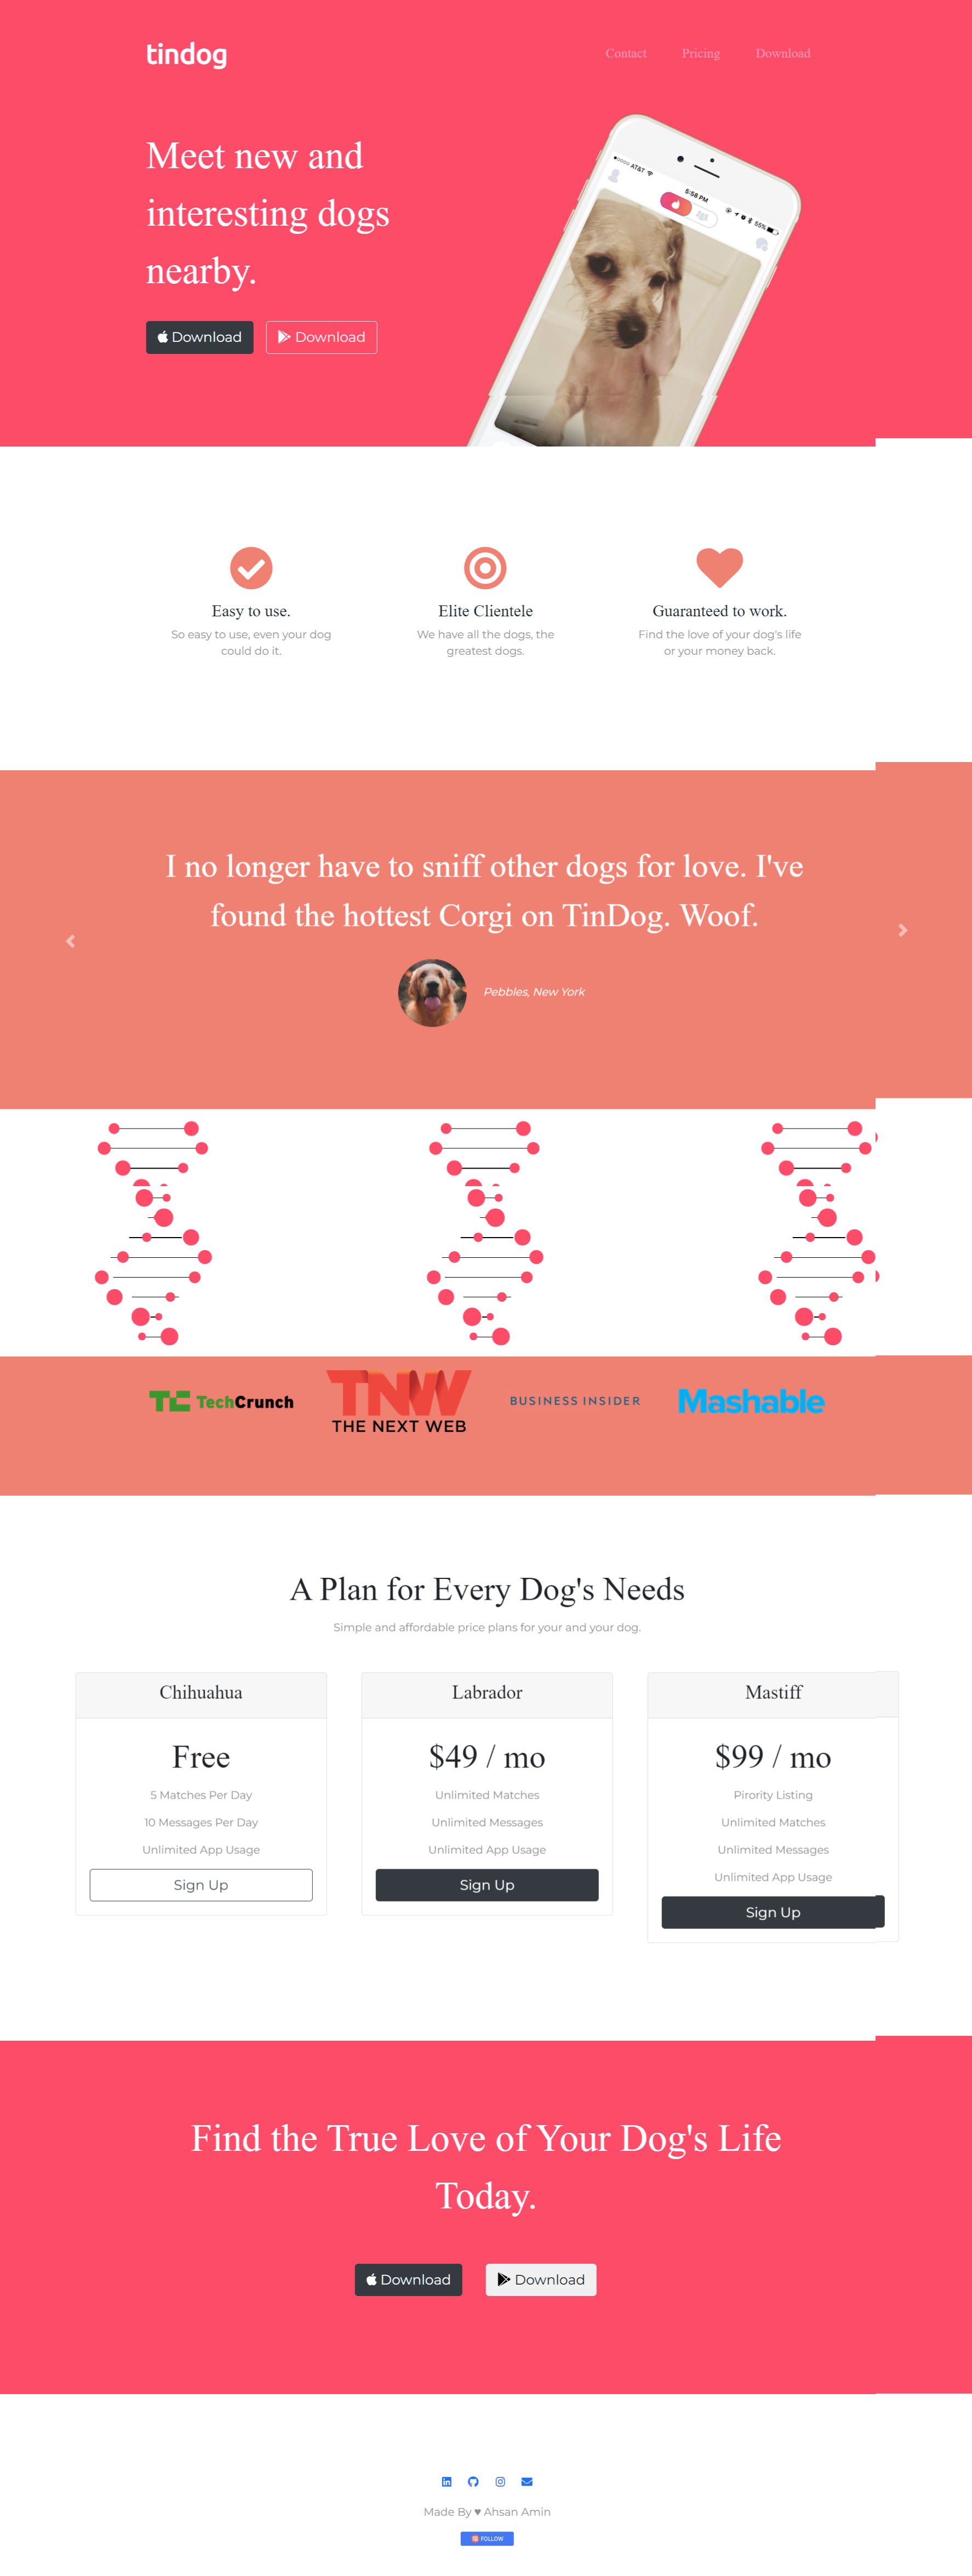 tindog
Contact Pricing Download
Meet new and
interesting dogs
nearby.
AT&T 5:58 PM 55%
Download Download
Easy to use. Elite Clientele Guaranteed to work.
So easy to use, even your dog We have all the dogs, the Find the love of your dog's life
could do it. greatest dogs. or your money back.
I no longer have to sniff other dogs for love. I've
found the hottest Corgi on TinDog. Woof.
Pebbles, New York
TC TechCrunch TNW BUSINESS INSIDER Mashable
THE NEXT WEB
A Plan for Every Dog's Needs
Simple and affordable price plans for your and your dog.
Chihuahua
Free
5 Matches Per Day
10 Messages Per Day
Unlimited App Usage
Sign Up
Labrador
$49 / mo
Unlimited Matches
Unlimited Messages
Unlimited App Usage
Sign Up
Mastiff
$99 / mo
Pirority Listing
Unlimited Matches
Unlimited Messages
Unlimited App Usage
Sign Up
Find the True Love of Your Dog's Life
Today.
Download Download
Made By ♥ Ahsan Amin
FOLLOW